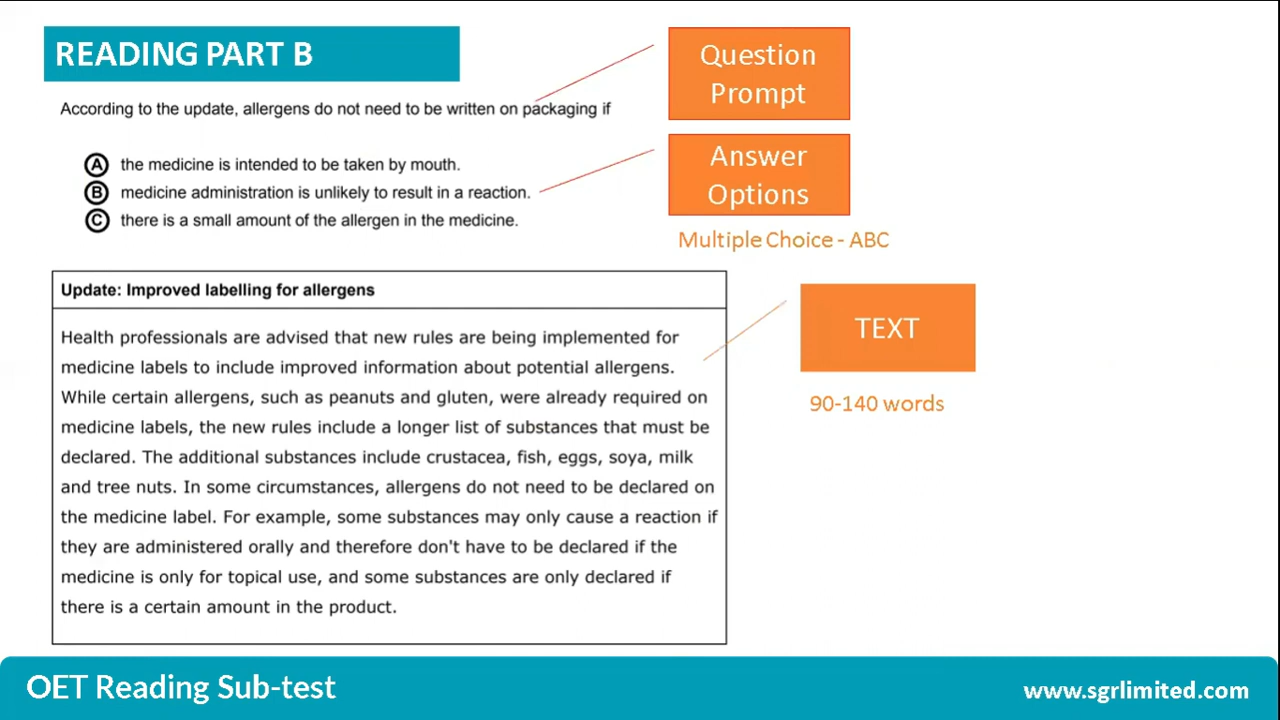 READING PART B
Question
Prompt
According to the update, allergens do not need to be written on packaging if
Answer
Options
Ⓐ the medicine is intended to be taken by mouth.
Ⓑ medicine administration is unlikely to result in a reaction.
Ⓒ there is a small amount of the allergen in the medicine.
Multiple Choice - ABC
Update: Improved labelling for allergens
Health professionals are advised that new rules are being implemented for
medicine labels to include improved information about potential allergens.
While certain allergens, such as peanuts and gluten, were already required on
medicine labels, the new rules include a longer list of substances that must be
declared. The additional substances include crustacea, fish, eggs, soya, milk
and tree nuts. In some circumstances, allergens do not need to be declared on
the medicine label. For example, some substances may only cause a reaction if
they are administered orally and therefore don't have to be declared if the
medicine is only for topical use, and some substances are only declared if
there is a certain amount in the product.
TEXT
90-140 words
OET Reading Sub-test
www.sgrlimited.com